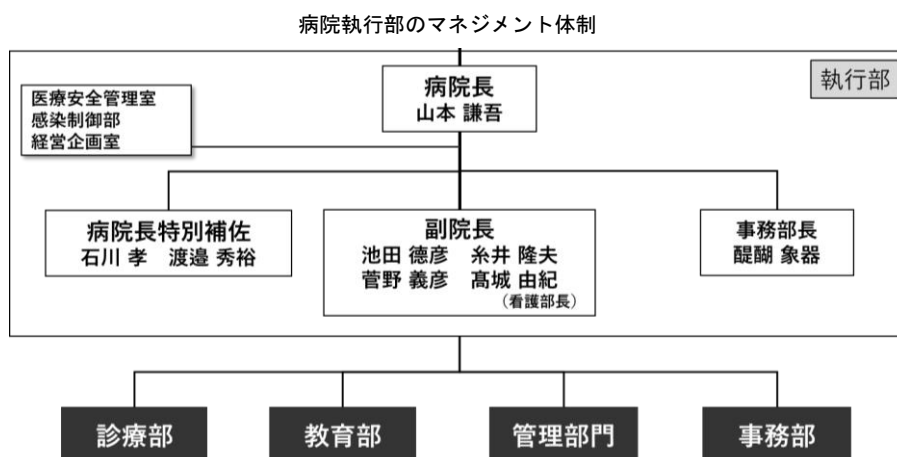 病院執行部のマネジメント体制
執行部
病院長
山本 謙吾
医療安全管理室
感染制御部
経営企画室
病院長特別補佐
石川 孝 渡邉 秀裕
副院長
池田 德彦 糸井 隆夫
菅野 義彦 髙城 由紀
(看護部長)
事務部長
醍醐 象器
診療部
教育部
管理部門
事務部